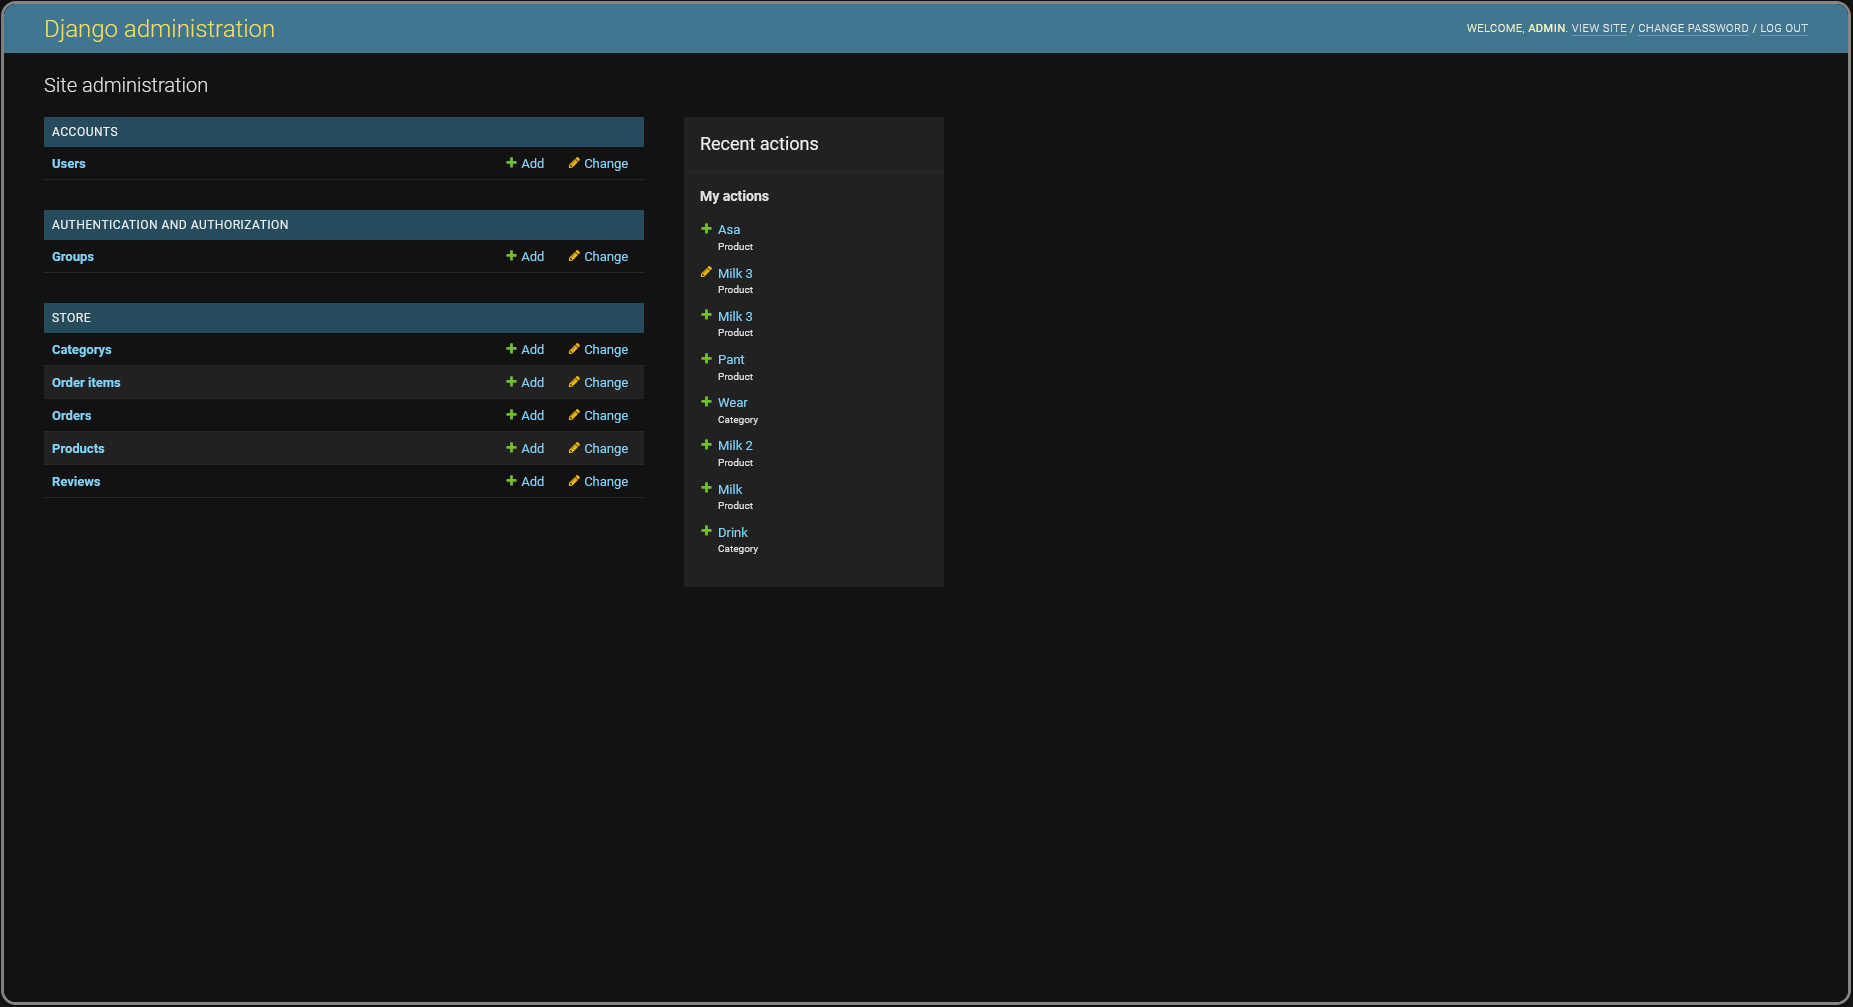 Django administration
WELCOME, ADMIN. VIEW SITE / CHANGE PASSWORD / LOG OUT
Site administration
ACCOUNTS
Users Add Change
AUTHENTICATION AND AUTHORIZATION
Groups Add Change
STORE
Categorys Add Change
Order items Add Change
Orders Add Change
Products Add Change
Reviews Add Change
Recent actions
My actions
Asa
Product
Milk 3
Product
Milk 3
Product
Pant
Product
Wear
Category
Milk 2
Product
Milk
Product
Drink
Category